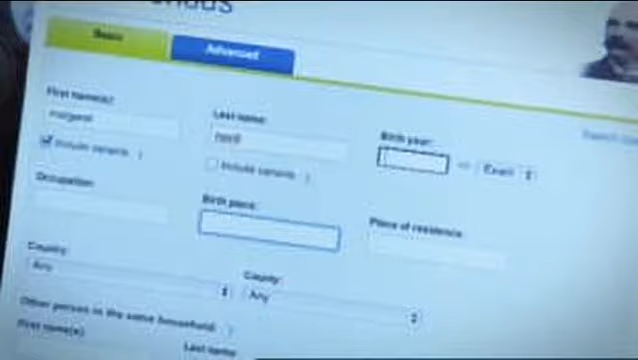 Basic
Advanced
First name(s):
margaret
Include variants
Last name:
Include variants
Birth year:
Exact
Occupation:
Birth place:
Place of residence:
Country:
Any
County:
Any
Other person in the same household:
First name(s)
Last name